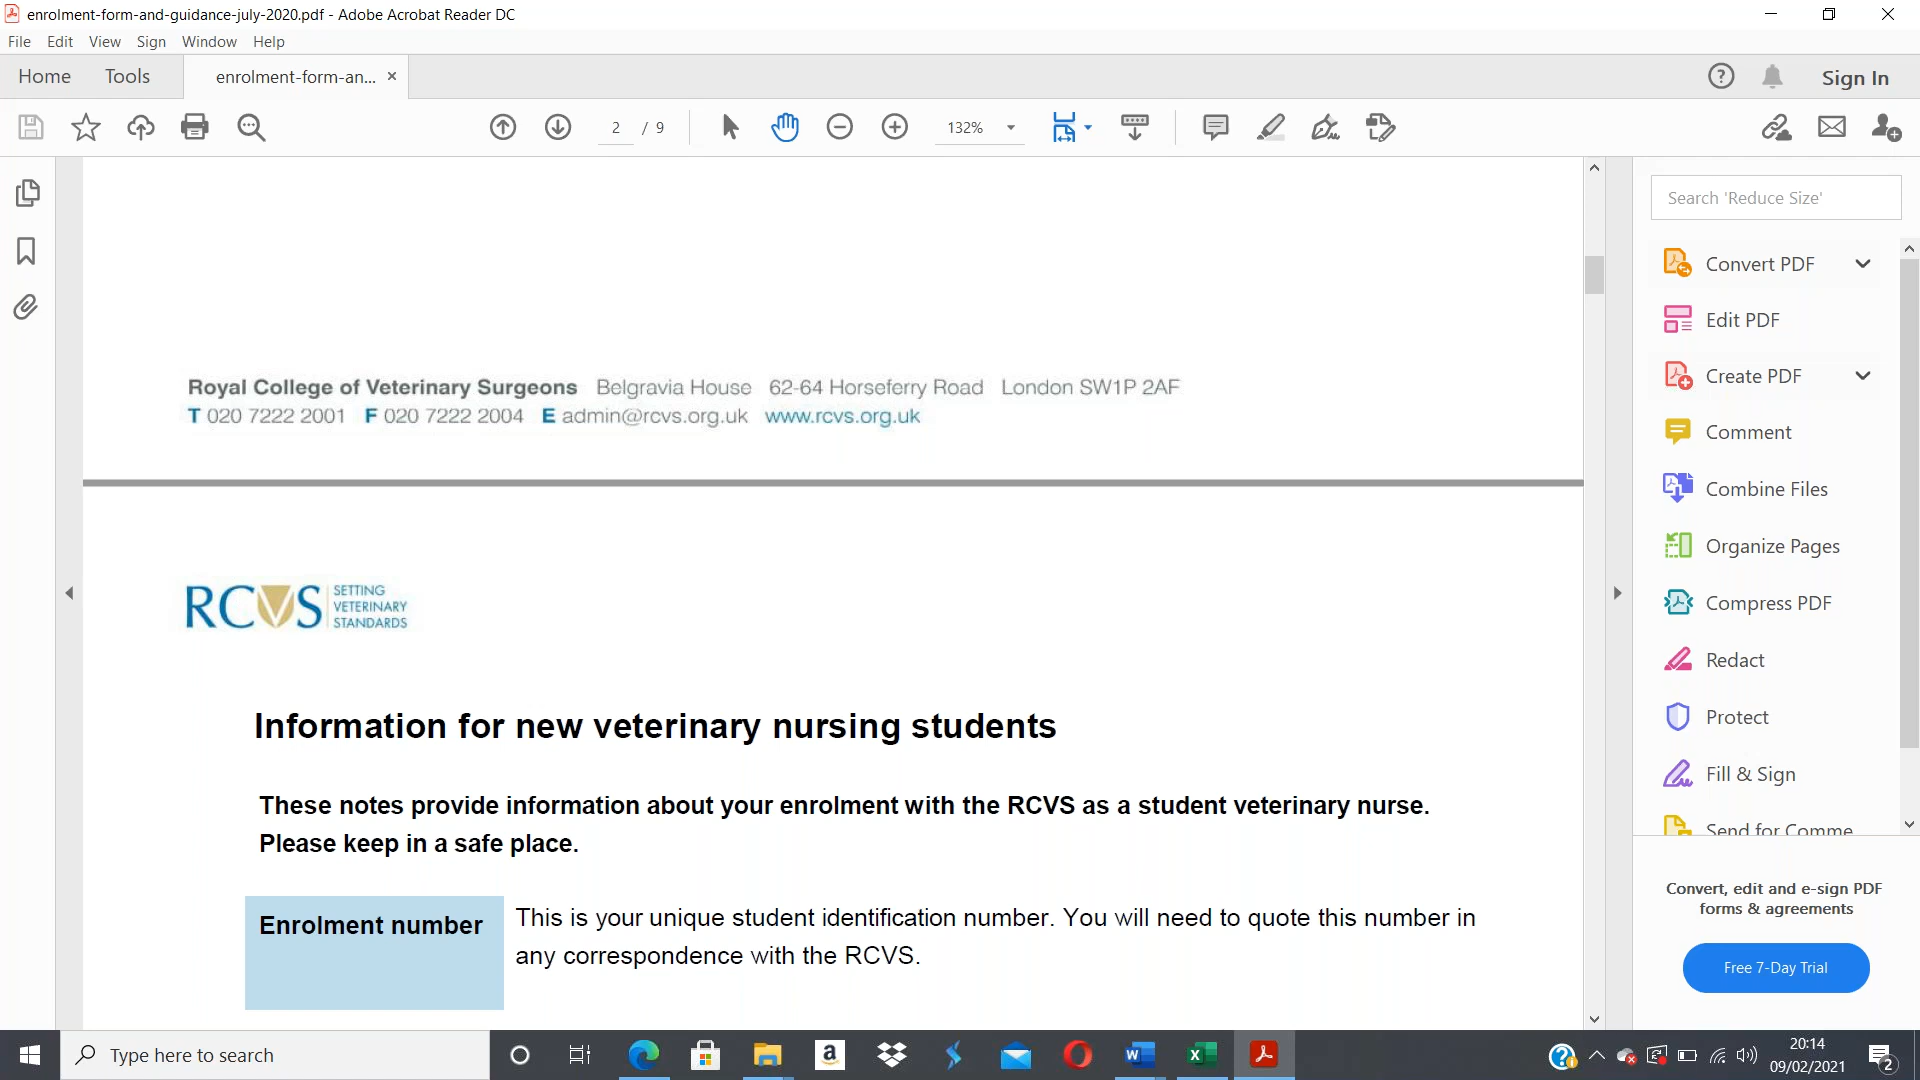 enrolment-form-and-guidance-july-2020.pdf - Adobe Acrobat Reader DC
File Edit View Sign Window Help
Home Tools enrolment-form-an... × Sign In
2 / 9 132%
Search 'Reduce Size'
Convert PDF
Edit PDF
Create PDF
Comment
Combine Files
Organize Pages
Compress PDF
Redact
Protect
Fill & Sign
Send for Comme
Convert, edit and e-sign PDF
forms & agreements
Free 7-Day Trial
Royal College of Veterinary Surgeons Belgravia House 62-64 Horseferry Road London SW1P 2AF
T 020 7222 2001 F 020 7222 2004 E admin@rcvs.org.uk www.rcvs.org.uk
RCVS
SETTING
VETERINARY
STANDARDS
Information for new veterinary nursing students
These notes provide information about your enrolment with the RCVS as a student veterinary nurse.
Please keep in a safe place.
Enrolment number
This is your unique student identification number. You will need to quote this number in
any correspondence with the RCVS.
Type here to search
20:14
09/02/2021
2